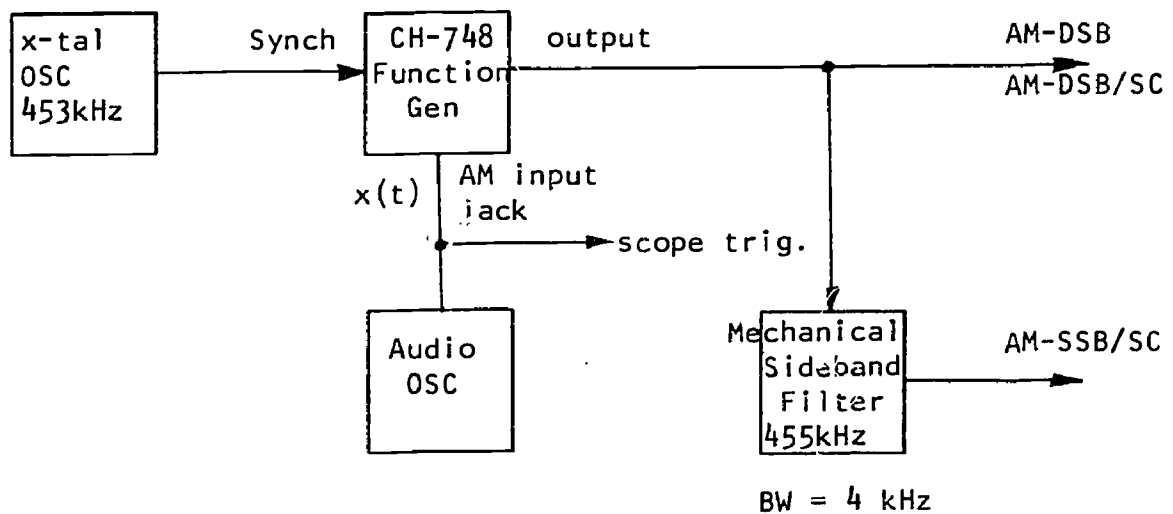 x-tal
OSC
453kHz
Synch
CH-748
Function
Gen
output
AM-DSB
AM-DSB/SC
x(t)
AM input
jack
scope trig.
Audio
OSC
Mechanical
Sideband
Filter
455kHz
AM-SSB/SC
BW = 4 kHz